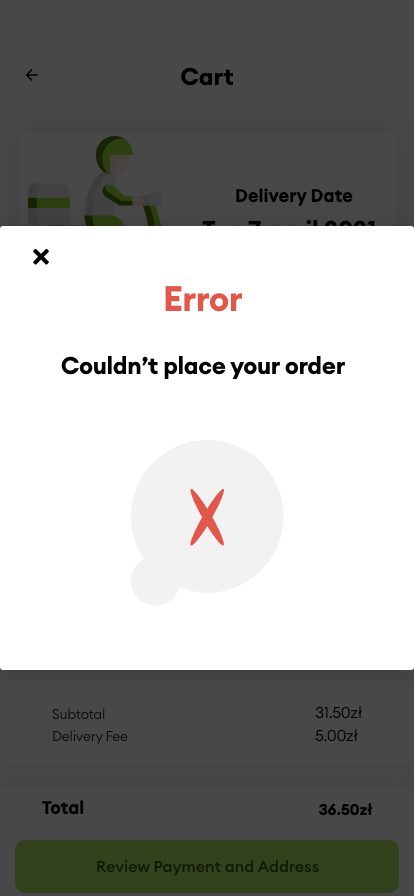 Cart
Delivery Date
Error
Couldn't place your order
Subtotal 31.50zł
Delivery Fee 5.00zł
Total 36.50zł
Review Payment and Address